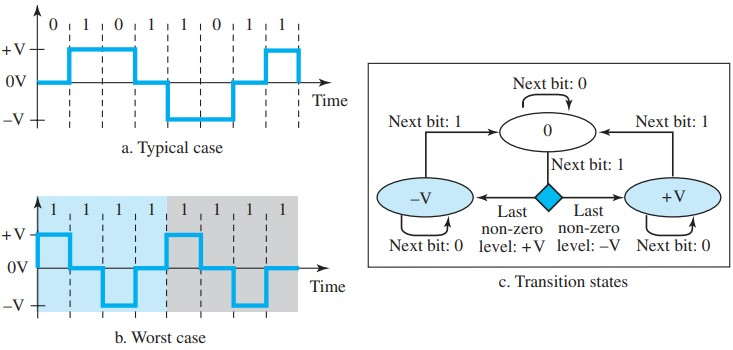 0 1 0 1 1 0 1 1
+V
0V
–V
Time
a. Typical case
1 1 1 1 1 1 1 1
+V
0V
–V
Time
b. Worst case
Next bit: 0
Next bit: 1
0
Next bit: 1
Next bit: 1
–V
+V
Last
non-zero
level: +V
Last
non-zero
level: –V
Next bit: 0
Next bit: 0
c. Transition states